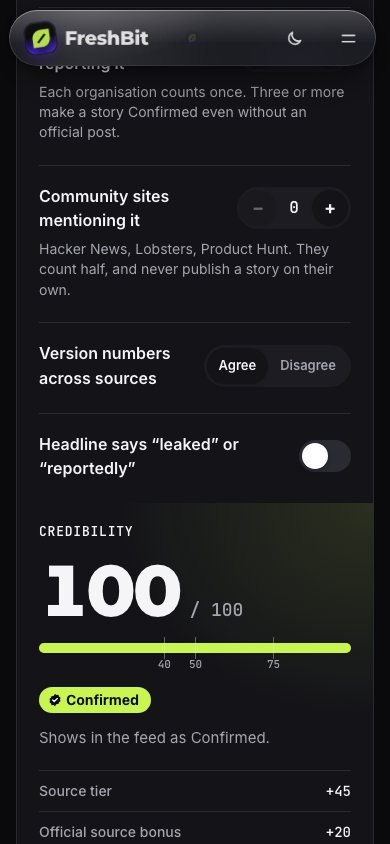 FreshBit
reporting it
Each organisation counts once. Three or more
make a story Confirmed even without an
official post.
Community sites
mentioning it
− 0 +
Hacker News, Lobsters, Product Hunt. They
count half, and never publish a story on their
own.
Version numbers
across sources
Agree Disagree
Headline says “leaked” or
“reportedly”
CREDIBILITY
100 / 100
40 50 75
Confirmed
Shows in the feed as Confirmed.
Source tier +45
Official source bonus +20